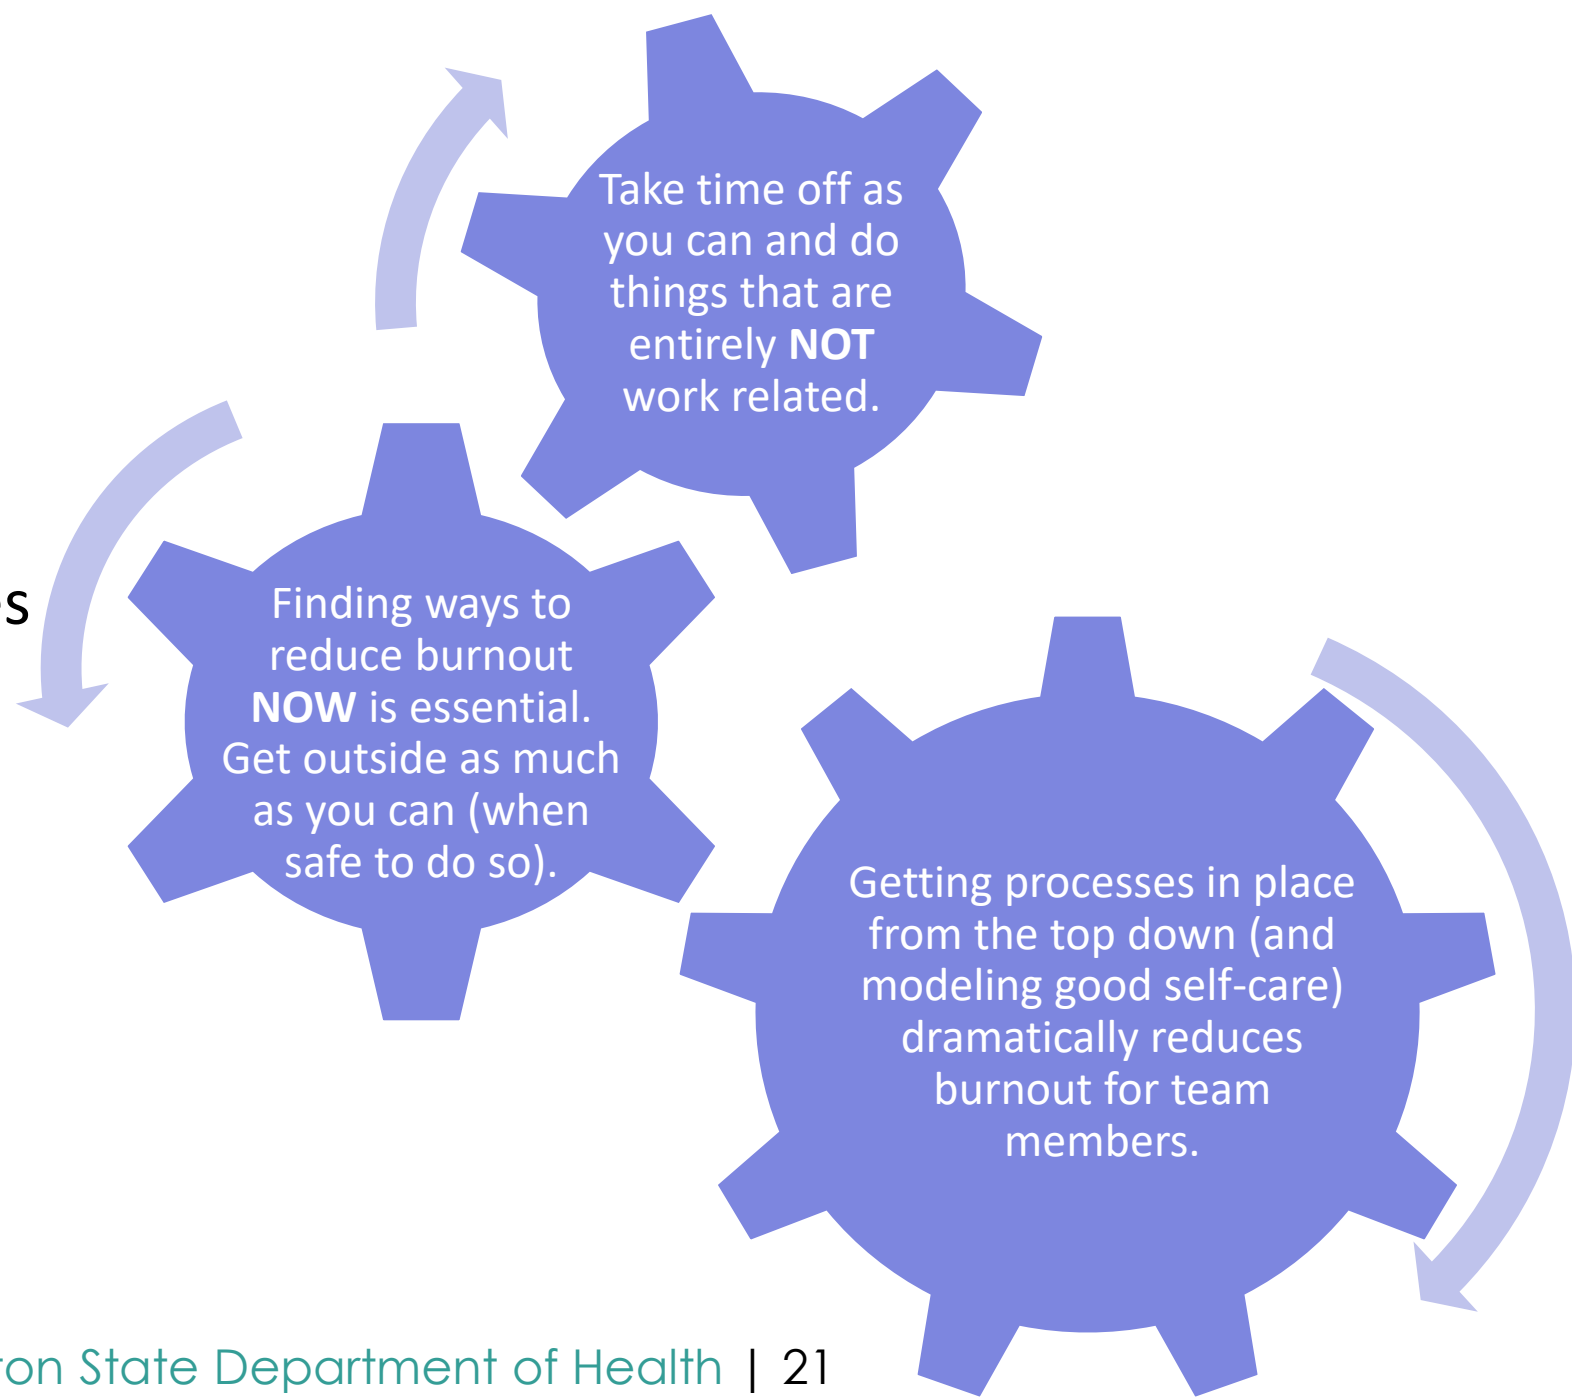 Take time off as
you can and do
things that are
entirely NOT
work related.
Finding ways to
reduce burnout
NOW is essential.
Get outside as much
as you can (when
safe to do so).
Getting processes in place
from the top down (and
modeling good self-care)
dramatically reduces
burnout for team
members.
State Department of Health | 21